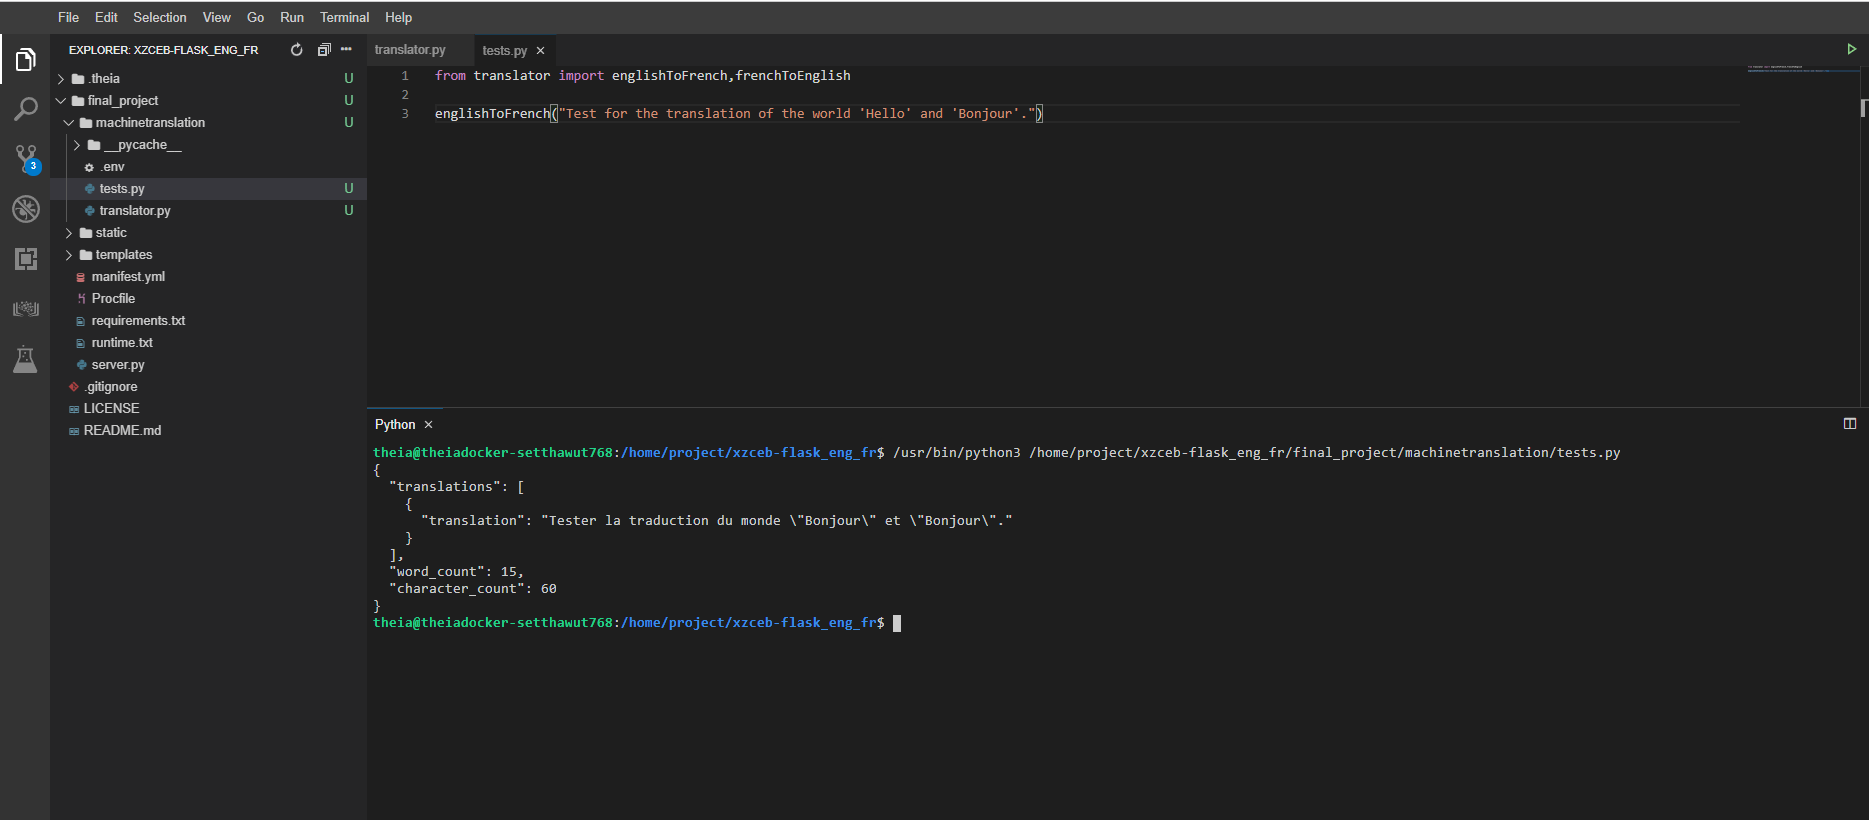 File Edit Selection View Go Run Terminal Help
EXPLORER: XZCEB-FLASK_ENG_FR
.theia U
final_project U
machinetranslation U
__pycache__
.env
tests.py U
translator.py U
static
templates
manifest.yml
Procfile
requirements.txt
runtime.txt
server.py
.gitignore
LICENSE
README.md
3
translator.py tests.py
1 from translator import englishToFrench,frenchToEnglish
2
3 englishToFrench("Test for the translation of the world 'Hello' and 'Bonjour'.")
Python
theia@theiadocker-setthawut768:/home/project/xzceb-flask_eng_fr$ /usr/bin/python3 /home/project/xzceb-flask_eng_fr/final_project/machinetranslation/tests.py
{
"translations": [
{
"translation": "Tester la traduction du monde \"Bonjour\" et \"Bonjour\"."
}
],
"word_count": 15,
"character_count": 60
}
theia@theiadocker-setthawut768:/home/project/xzceb-flask_eng_fr$